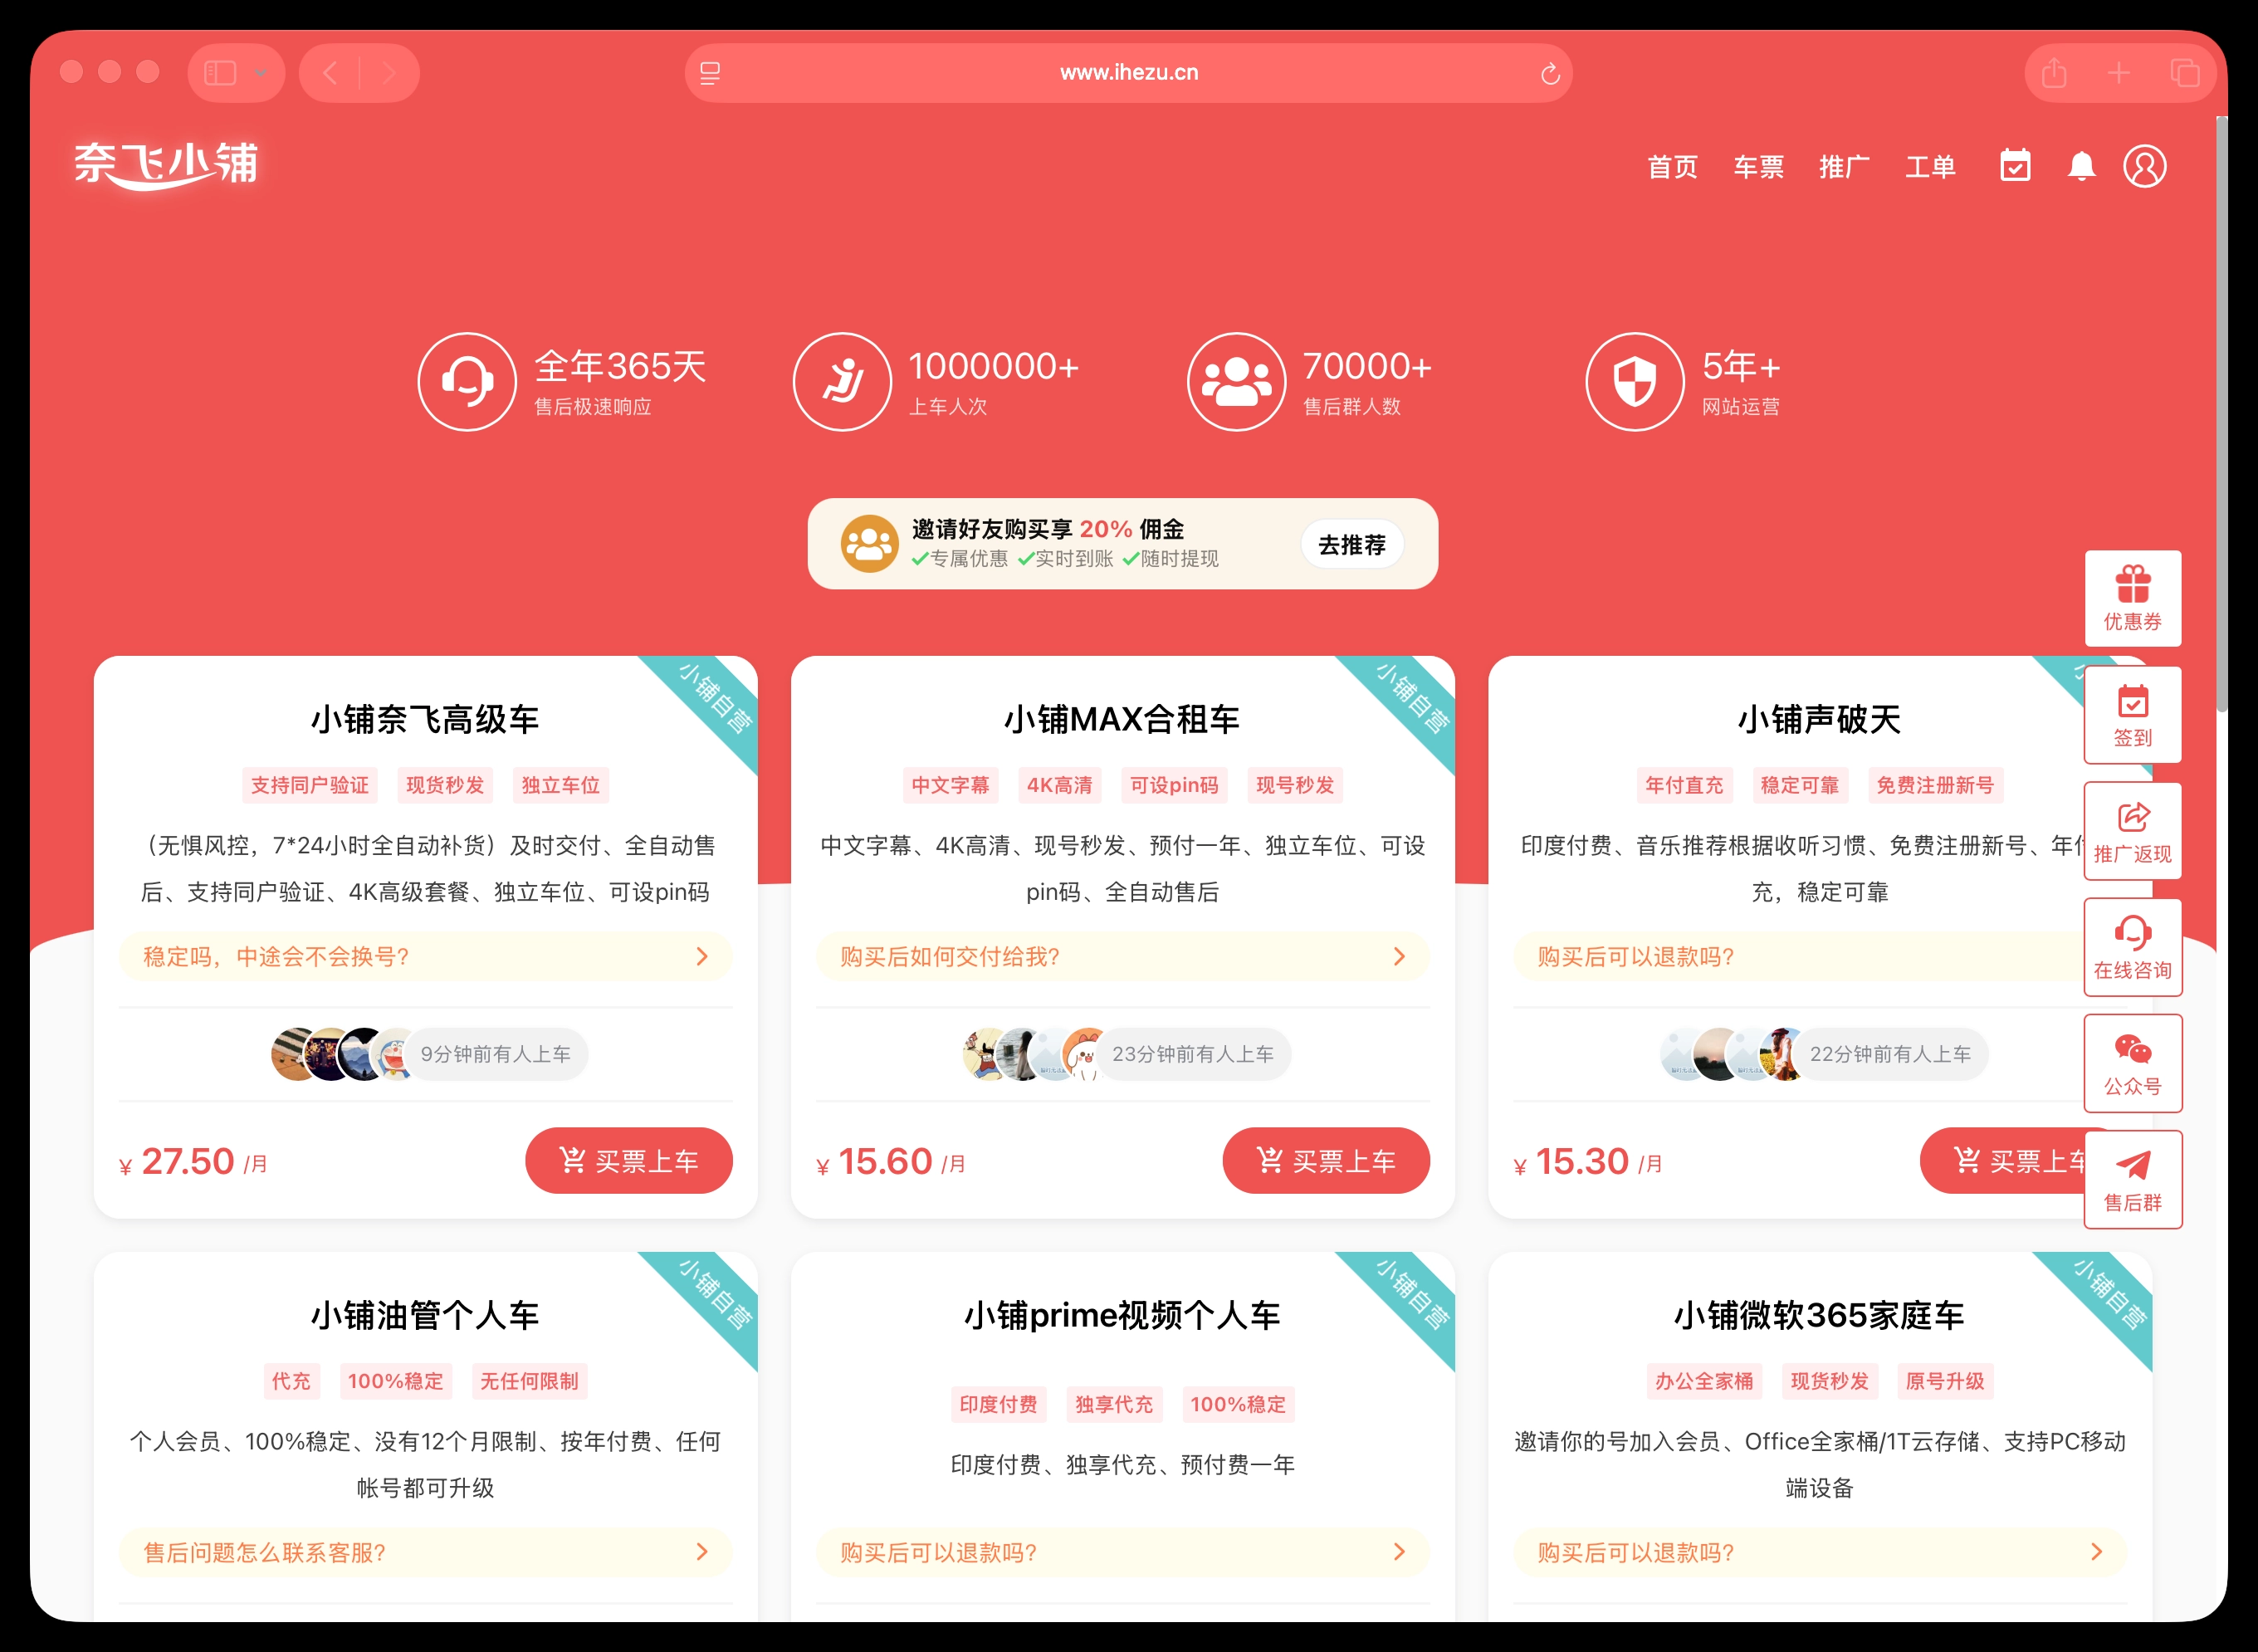 www.ihezu.cn
奈飞小铺
首页 车票 推广 工单
全年365天
售后极速响应
1000000+
上车人次
70000+
售后群人数
5年+
网站运营
邀请好友购买享 20% 佣金
专属优惠 实时到账 随时提现
去推荐
优惠券
签到
推广返现
在线咨询
公众号
售后群
小铺自营
小铺奈飞高级车
支持同户验证 现货秒发 独立车位
（无惧风控，7*24小时全自动补货）及时交付、全自动售
后、支持同户验证、4K高级套餐、独立车位、可设pin码
稳定吗，中途会不会换号?
9分钟前有人上车
¥ 27.50 /月
买票上车
小铺自营
小铺MAX合租车
中文字幕 4K高清 可设pin码 现号秒发
中文字幕、4K高清、现号秒发、预付一年、独立车位、可设
pin码、全自动售后
购买后如何交付给我?
23分钟前有人上车
¥ 15.60 /月
买票上车
小铺声破天
年付直充 稳定可靠 免费注册新号
印度付费、音乐推荐根据收听习惯、免费注册新号、年
充，稳定可靠
购买后可以退款吗?
22分钟前有人上车
¥ 15.30 /月
买票上车
小铺自营
小铺油管个人车
代充 100%稳定 无任何限制
个人会员、100%稳定、没有12个月限制、按年付费、任何
帐号都可升级
售后问题怎么联系客服?
小铺自营
小铺prime视频个人车
印度付费 独享代充 100%稳定
印度付费、独享代充、预付费一年
购买后可以退款吗?
小铺自营
小铺微软365家庭车
办公全家桶 现货秒发 原号升级
邀请你的号加入会员、Office全家桶/1T云存储、支持PC移动
端设备
购买后可以退款吗?